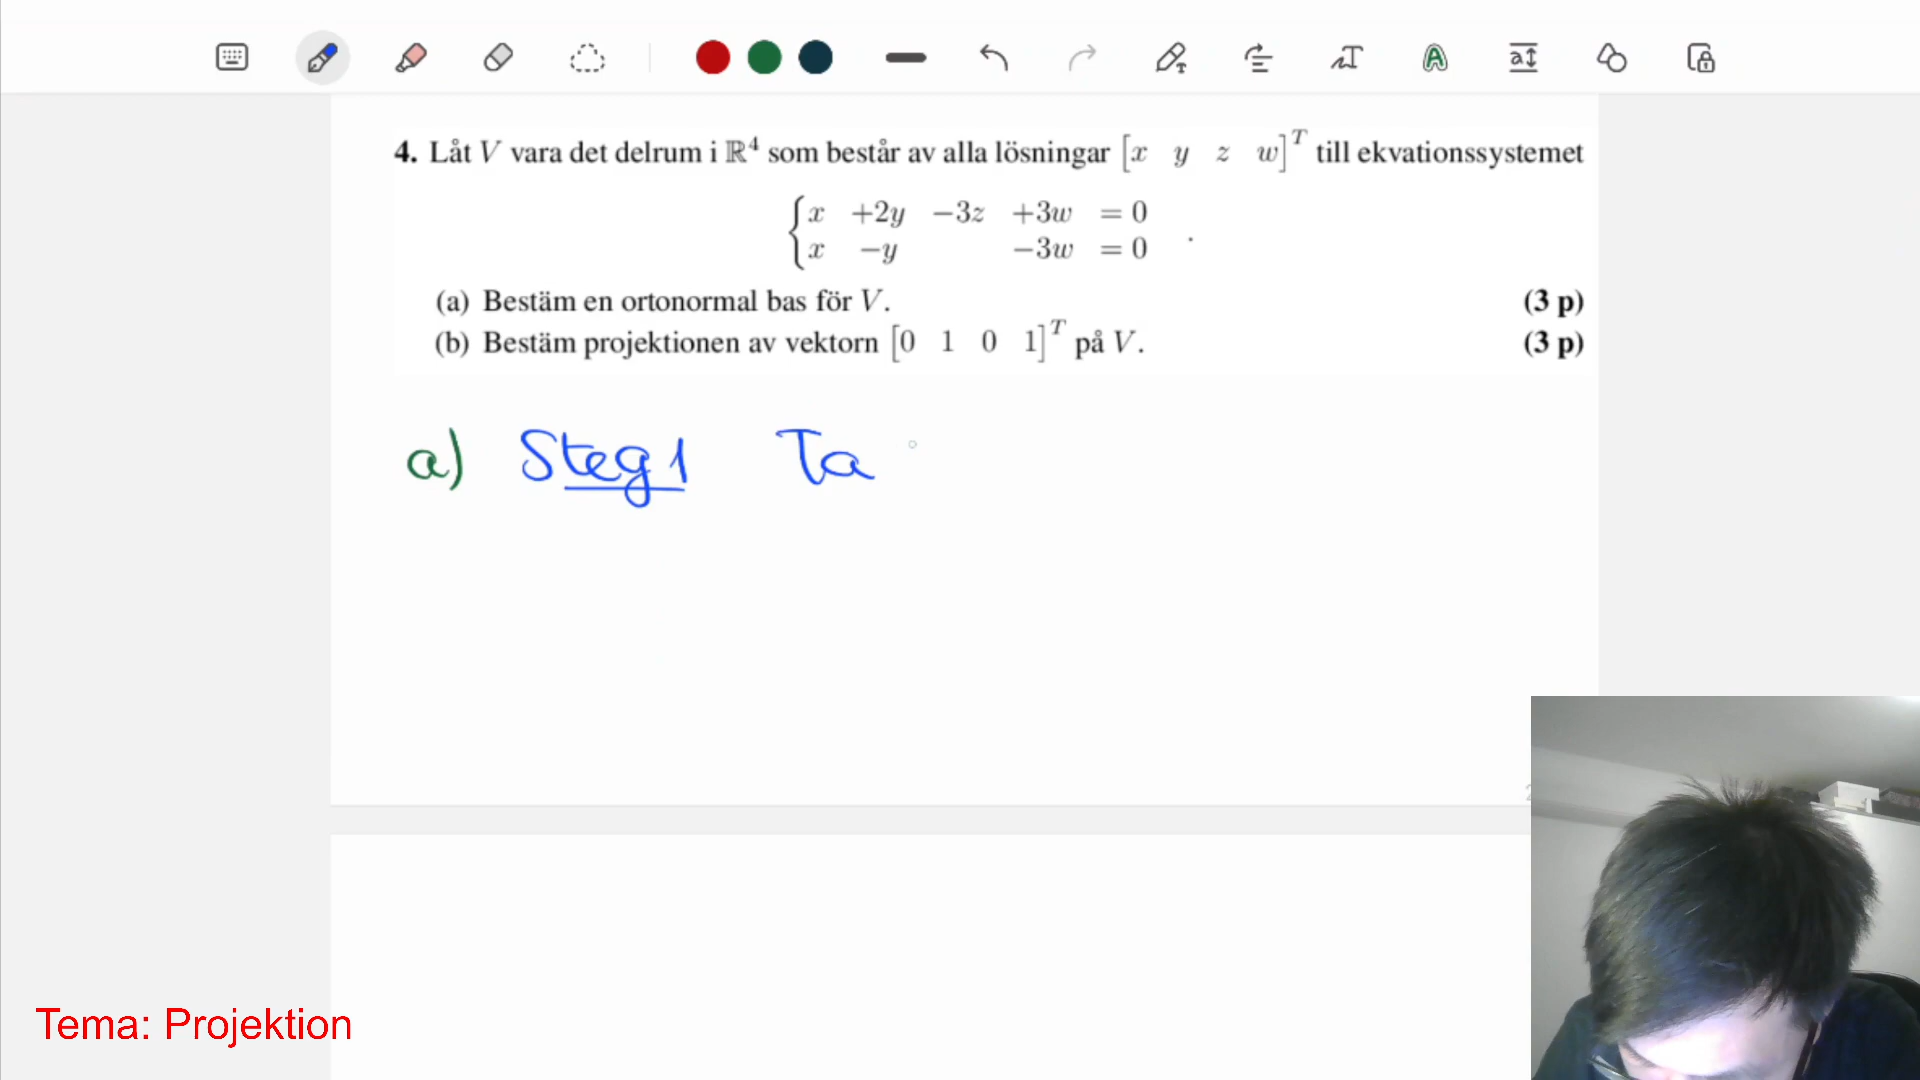 4. Låt V vara det delrum i ℝ⁴ som består av alla lösningar [x y z w]ᵀ till ekvationssystemet
{x +2y −3z +3w = 0
x −y −3w = 0 .
(a) Bestäm en ortonormal bas för V. (3 p)
(b) Bestäm projektionen av vektorn [0 1 0 1]ᵀ på V. (3 p)
a) Steg 1 Ta
Tema: Projektion